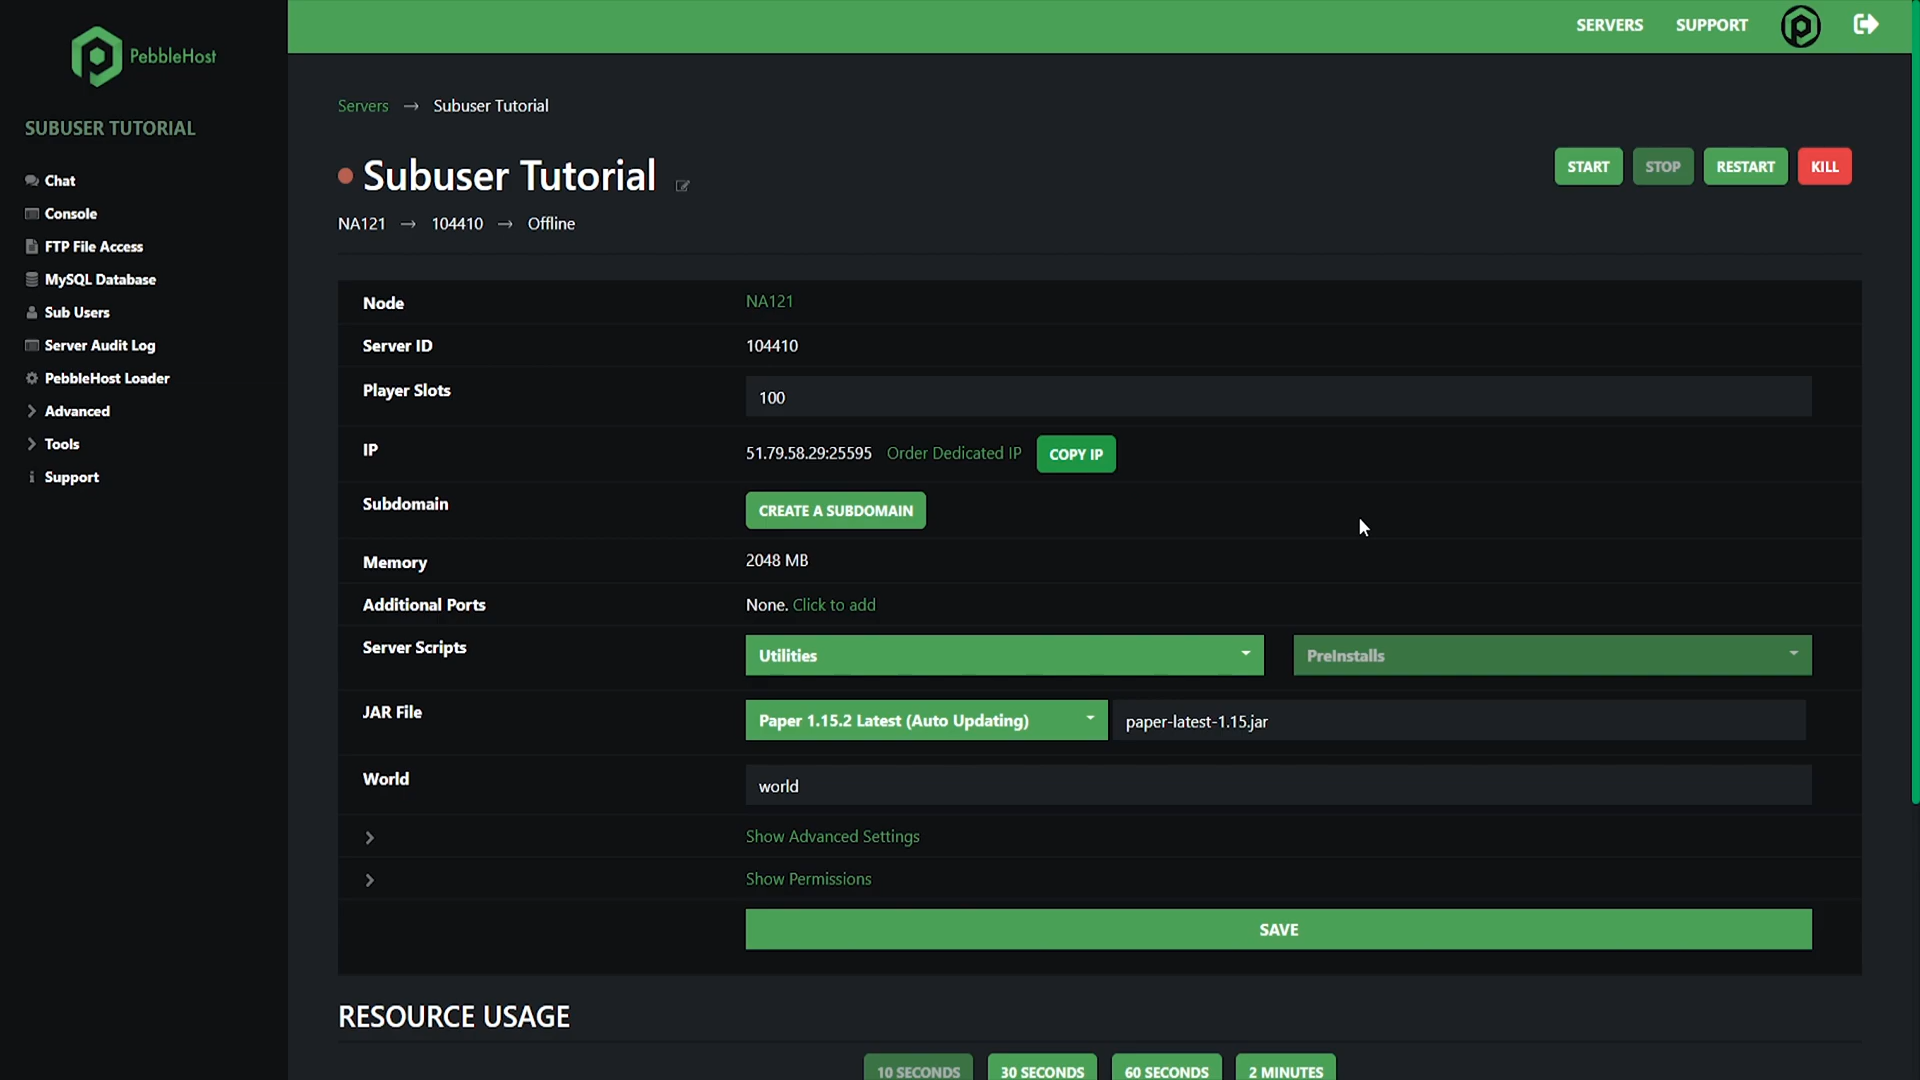 PebbleHost
SERVERS SUPPORT
SUBUSER TUTORIAL
Chat
Console
FTP File Access
MySQL Database
Sub Users
Server Audit Log
PebbleHost Loader
Advanced
Tools
Support
Servers → Subuser Tutorial
Subuser Tutorial
START STOP RESTART KILL
NA121 → 104410 → Offline
Node NA121
Server ID 104410
Player Slots 100
IP 51.79.58.29:25595 Order Dedicated IP COPY IP
Subdomain CREATE A SUBDOMAIN
Memory 2048 MB
Additional Ports None. Click to add
Server Scripts Utilities PreInstalls
JAR File Paper 1.15.2 Latest (Auto Updating) paper-latest-1.15.jar
World world
Show Advanced Settings
Show Permissions
SAVE
RESOURCE USAGE
10 SECONDS 30 SECONDS 60 SECONDS 2 MINUTES